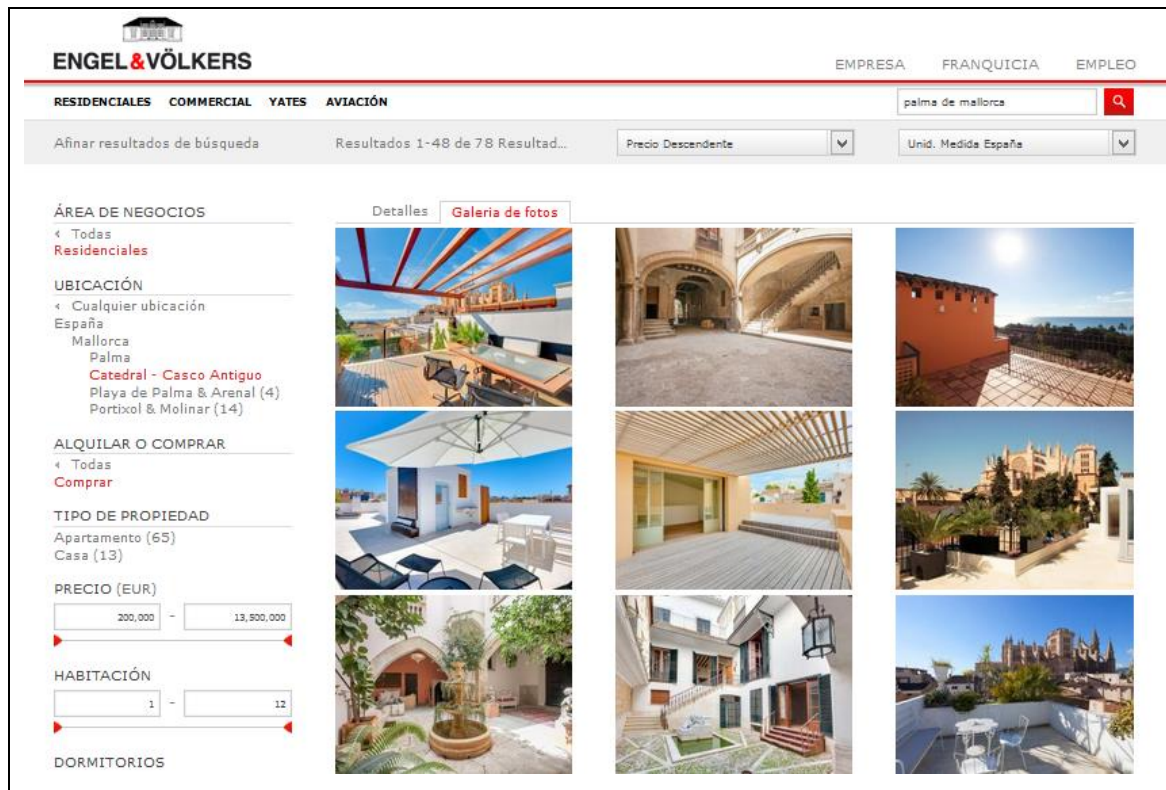 ENGEL&VÖLKERS
EMPRESA FRANQUICIA EMPLEO
RESIDENCIALES COMMERCIAL YATES AVIACIÓN
palma de mallorca
Afinar resultados de búsqueda
Resultados 1-48 de 78 Resultad...
Precio Descendente
Unid. Medida España
ÁREA DE NEGOCIOS
Todas
Residenciales
UBICACIÓN
Cualquier ubicación
España
Mallorca
Palma
Catedral - Casco Antiguo
Playa de Palma & Arenal (4)
Portixol & Molinar (14)
ALQUILAR O COMPRAR
Todas
Comprar
TIPO DE PROPIEDAD
Apartamento (65)
Casa (13)
PRECIO (EUR)
200,000 - 13,500,000
HABITACIÓN
1 - 12
DORMITORIOS
Detalles Galeria de fotos